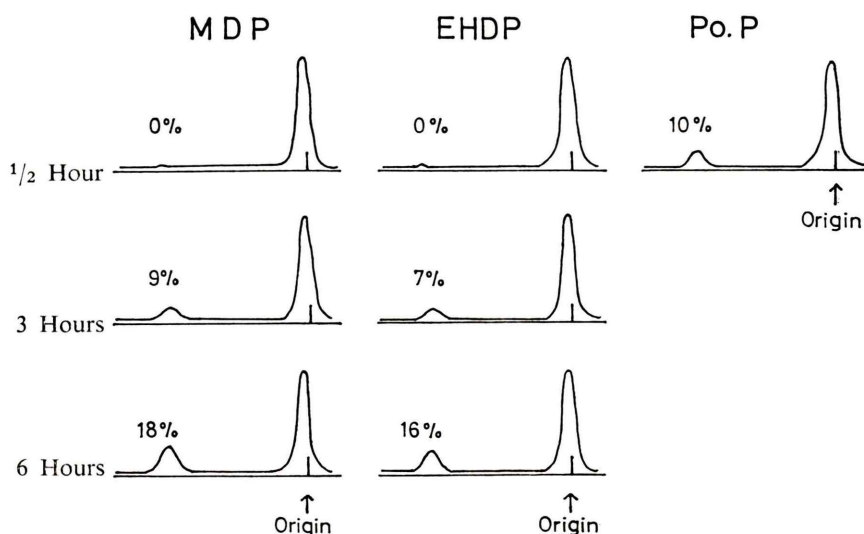 M D P EHDP Po. P
0% 0% 10%
1/2 Hour
Origin
9% 7%
3 Hours
18% 16%
6 Hours
Origin Origin